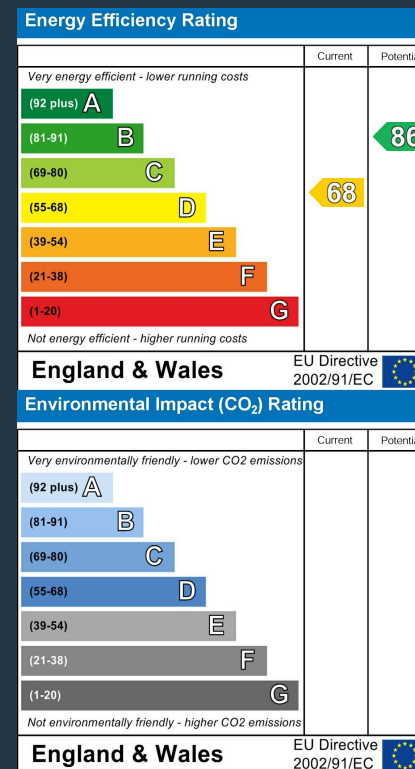 Energy Efficiency Rating
Current Potenti
Very energy efficient - lower running costs
(92 plus) A
(81-91) B 86
(69-80) C
(55-68) D 68
(39-54) E
(21-38) F
(1-20) G
Not energy efficient - higher running costs
England & Wales EU Directive
2002/91/EC
Environmental Impact (CO₂) Rating
Current Potenti
Very environmentally friendly - lower CO2 emissions
(92 plus) A
(81-91) B
(69-80) C
(55-68) D
(39-54) E
(21-38) F
(1-20) G
Not environmentally friendly - higher CO2 emissions
England & Wales EU Directive
2002/91/EC